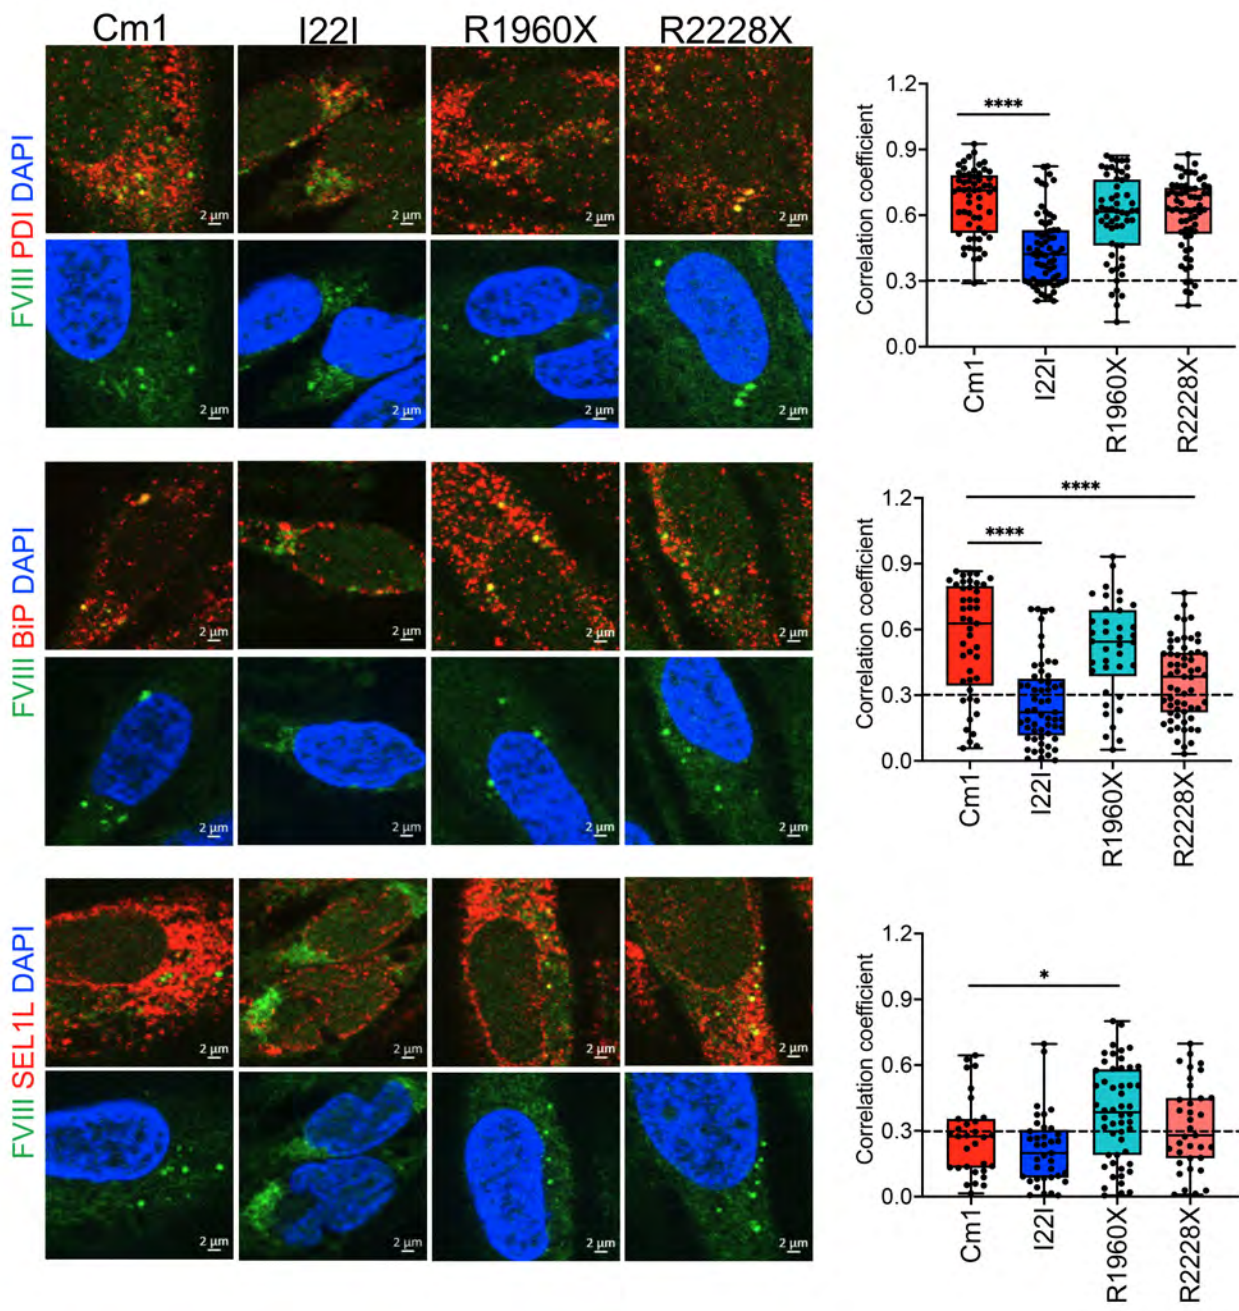 Cm1 I22I R1960X R2228X
FVIII PDI DAPI
2 µm 2 µm 2 µm 2 µm
2 µm 2 µm 2 µm 2 µm
Correlation coefficient
1.2
0.9
0.6
0.3
0.0
****
Cm1 I22I R1960X R2228X
FVIII BiP DAPI
2 µm 2 µm 2 µm 2 µm
2 µm 2 µm 2 µm 2 µm
Correlation coefficient
1.2
0.9
0.6
0.3
0.0
****
****
Cm1 I22I R1960X R2228X
FVIII SEL1L DAPI
2 µm 2 µm 2 µm 2 µm
2 µm 2 µm 2 µm 2 µm
Correlation coefficient
1.2
0.9
0.6
0.3
0.0
*
Cm1 I22I R1960X R2228X